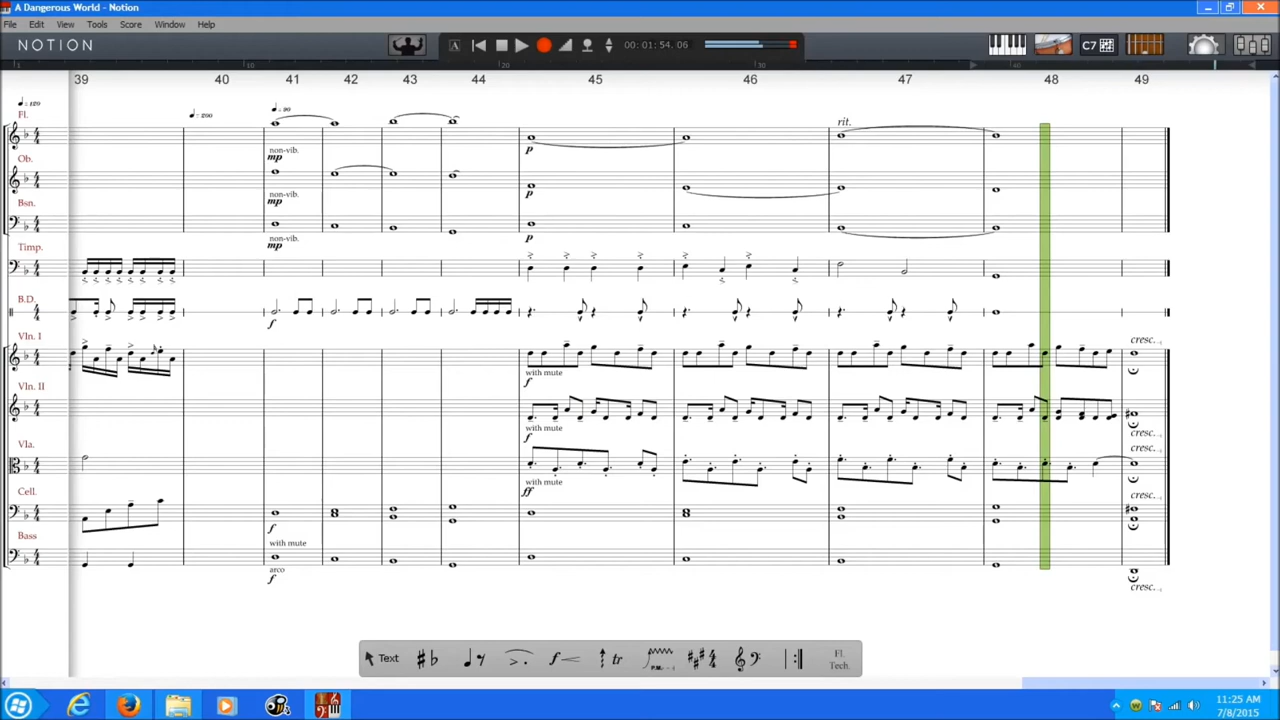 A Dangerous World - Notion
File Edit View Tools Score Window Help
NOTION
00:01:54.06
C7
39 40 41 42 43 44 45 46 47 48 49
Fl.
non-vib.
mp
p
rit.
Ob.
non-vib.
mp
p
Bsn.
non-vib.
mp
p
Timp.
B.D.
f
Vln. I
with mute
f
cresc.
Vln. II
with mute
f
cresc.
Vla.
with mute
ff
cresc.
Cell.
f
cresc.
Bass
with mute
arco
f
cresc.
Text
tr
P.M.
Fl.
Tech.
11:25 AM
7/8/2015